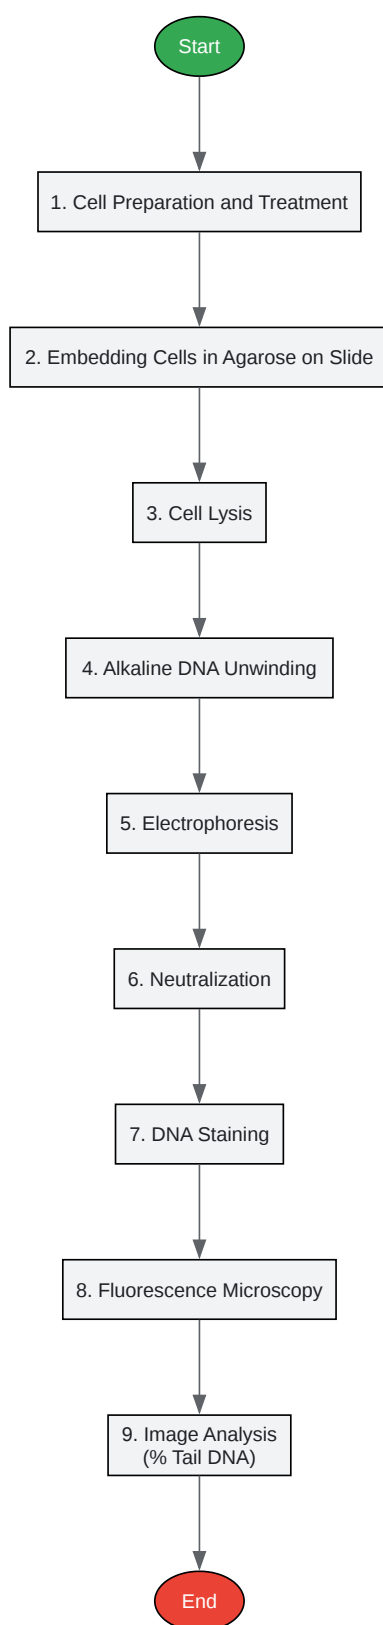 Start
1. Cell Preparation and Treatment
2. Embedding Cells in Agarose on Slide
3. Cell Lysis
4. Alkaline DNA Unwinding
5. Electrophoresis
6. Neutralization
7. DNA Staining
8. Fluorescence Microscopy
9. Image Analysis
(% Tail DNA)
End